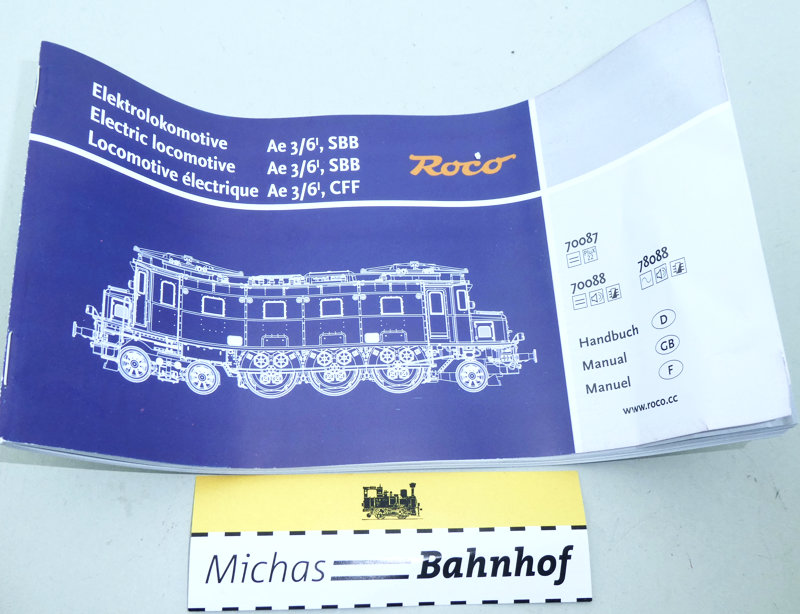 Elektrolokomotive Ae 3/6ᴵ, SBB
Electric locomotive Ae 3/6ᴵ, SBB
Locomotive électrique Ae 3/6ᴵ, CFF
Roco
70087
70088
78088
Handbuch D
Manual GB
Manuel F
www.roco.cc
Michas Bahnhof